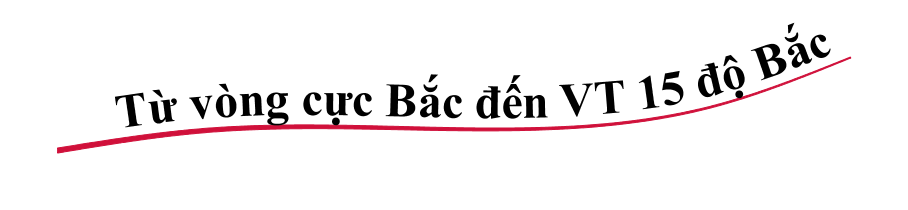 Từ vòng cực Bắc đến VT 15 độ Bắc